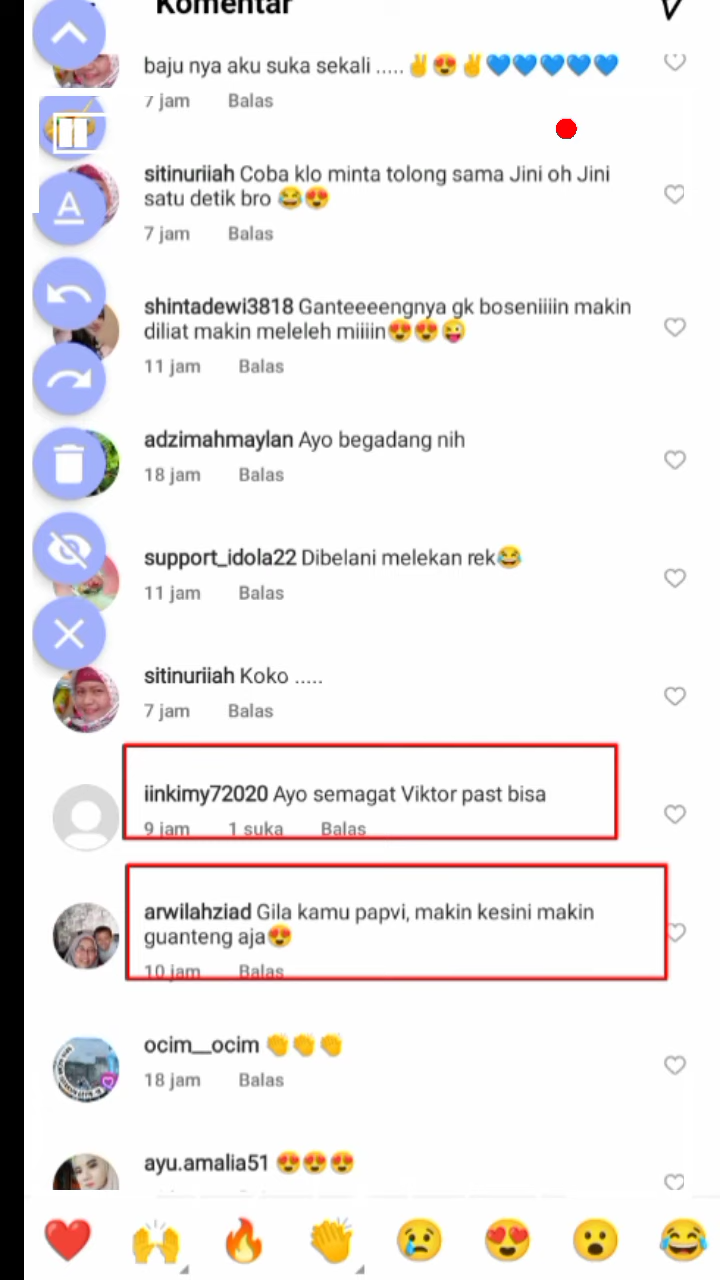 Komentar
baju nya aku suka sekali ..... ✌😍✌💙💙💙💙💙
7 jam Balas
sitinuriiah Coba klo minta tolong sama Jini oh Jini
satu detik bro 😂😍
7 jam Balas
shintadewi3818 Ganteeeengnya gk boseniiiin makin
diliat makin meleleh miiiin😍😍😜
11 jam Balas
adzimahmaylan Ayo begadang nih
18 jam Balas
support_idola22 Dibelani melekan rek😂
11 jam Balas
sitinuriiah Koko .....
7 jam Balas
iinkimy72020 Ayo semagat Viktor past bisa
9 jam 1 suka Balas
arwilahziad Gila kamu papvi, makin kesini makin
guanteng aja😍
10 jam Balas
ocim__ocim 👏👏👏
18 jam Balas
ayu.amalia51 😍😍😍